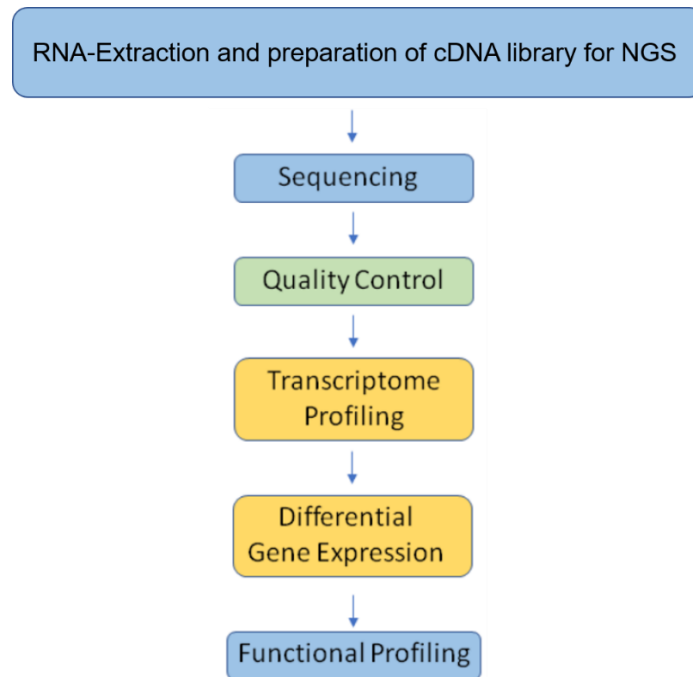 RNA-Extraction and preparation of cDNA library for NGS
Sequencing
Quality Control
Transcriptome
Profiling
Differential
Gene Expression
Functional Profiling